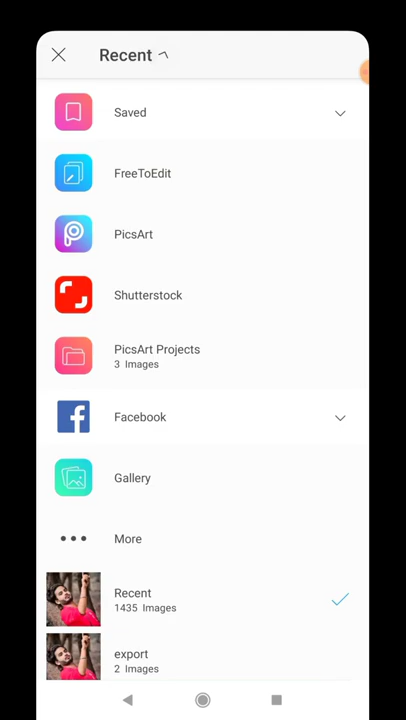 Recent
Saved
FreeToEdit
PicsArt
Shutterstock
PicsArt Projects
3 Images
Facebook
Gallery
More
Recent
1435 Images
export
2 Images